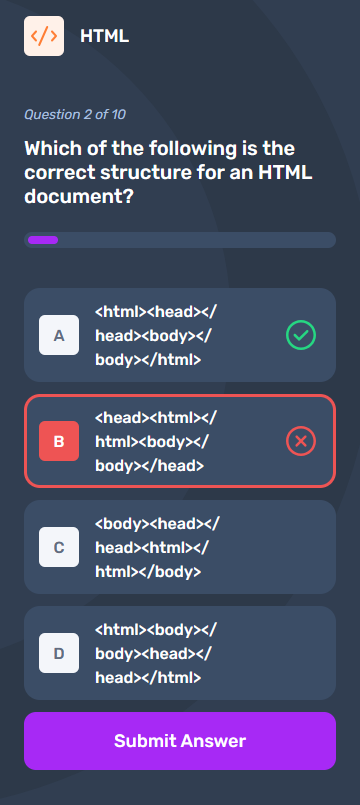 </> HTML
Question 2 of 10
Which of the following is the
correct structure for an HTML
document?
A
<html><head></
head><body></
body></html>
B
<head><html></
html><body></
body></head>
C
<body><head></
head><html></
html></body>
D
<html><body></
body><head></
head></html>
Submit Answer